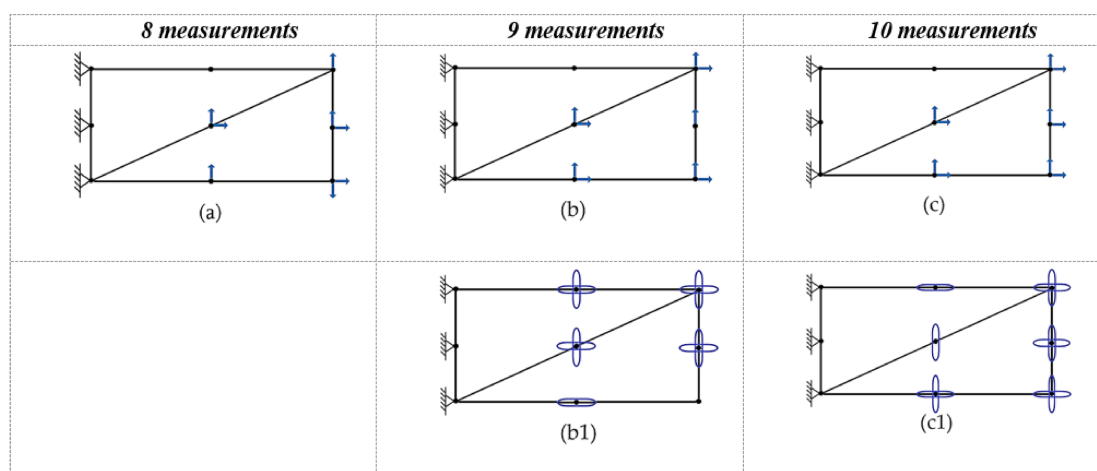 8 measurements
9 measurements
10 measurements
(a)
(b)
(c)
(b1)
(c1)